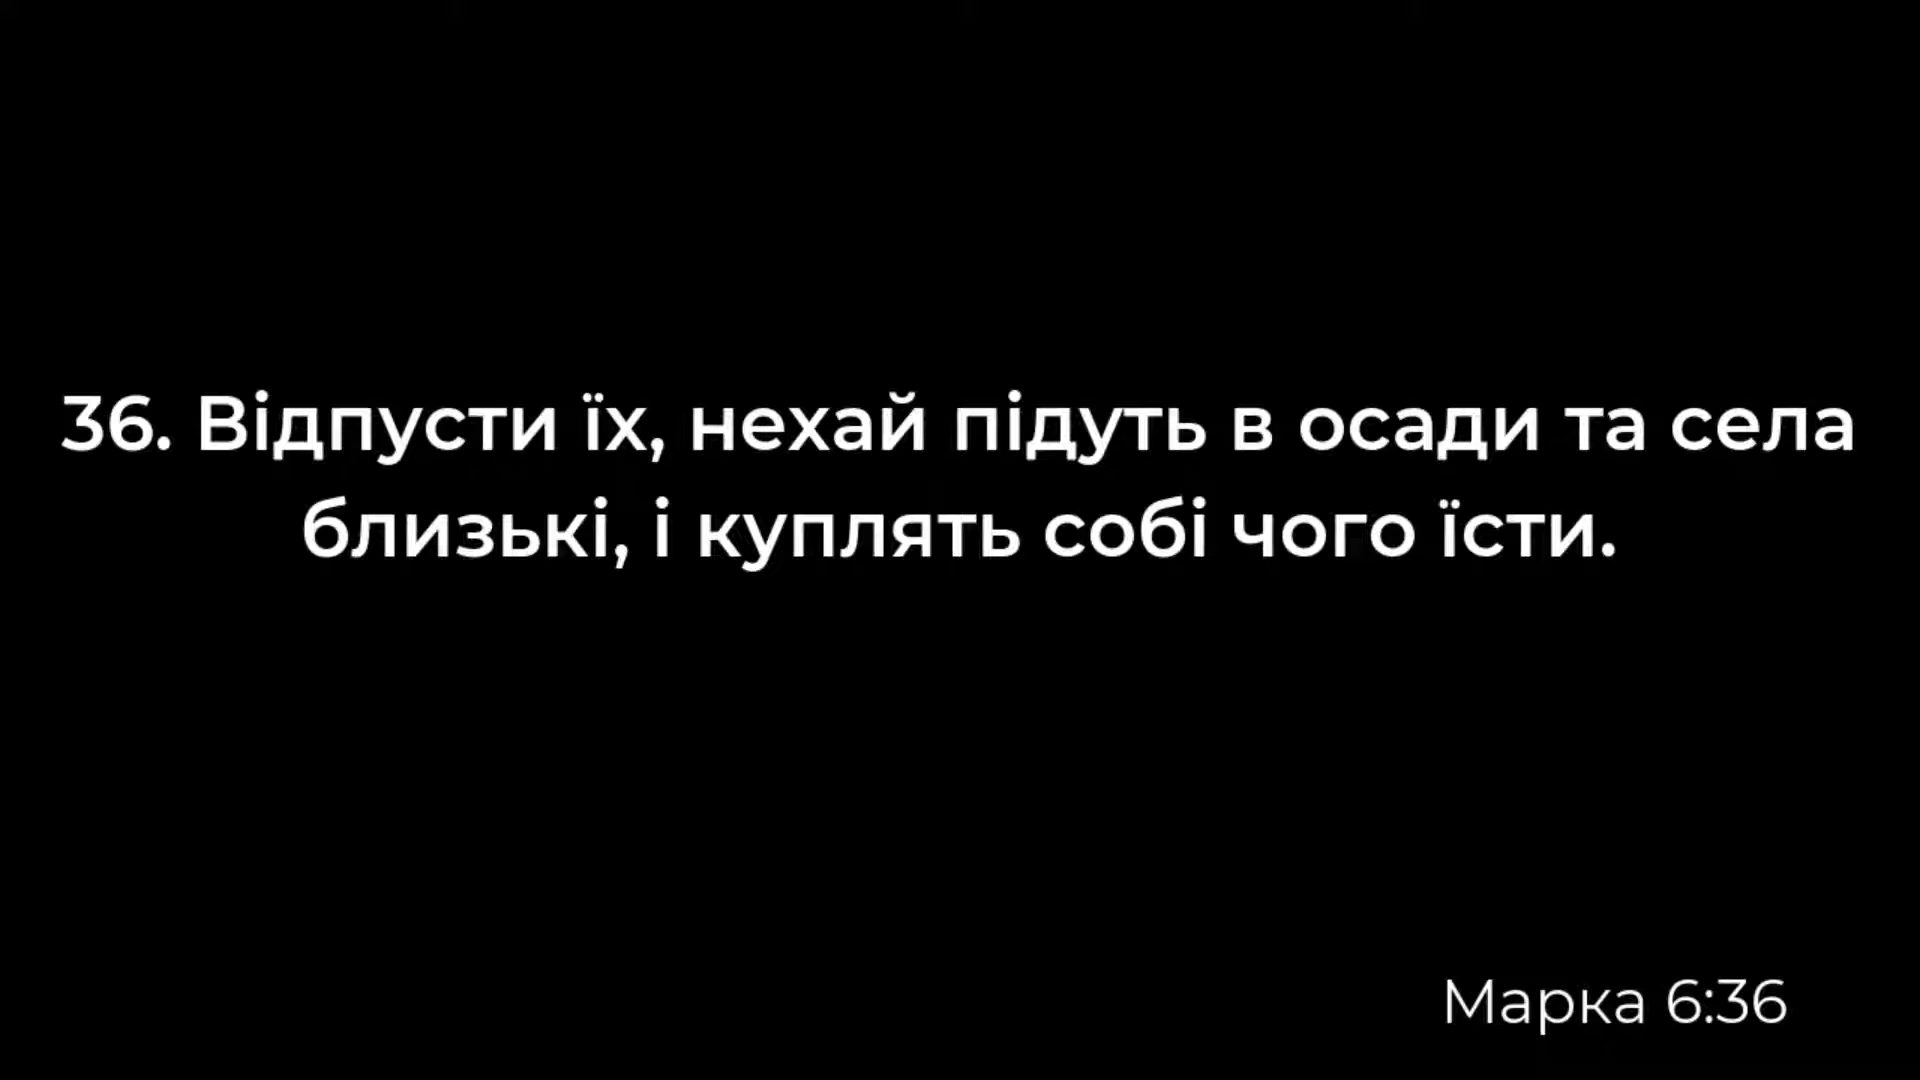 36. Відпусти їх, нехай підуть в осади та села
близькі, і куплять собі чого їсти.
Марка 6:36